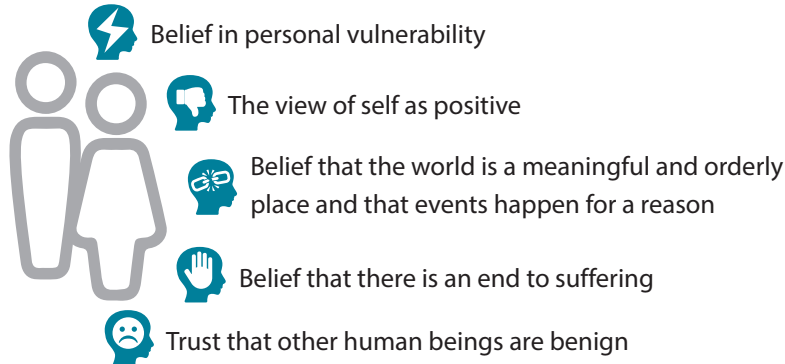 Belief in personal vulnerability
The view of self as positive
Belief that the world is a meaningful and orderly
place and that events happen for a reason
Belief that there is an end to suffering
Trust that other human beings are benign